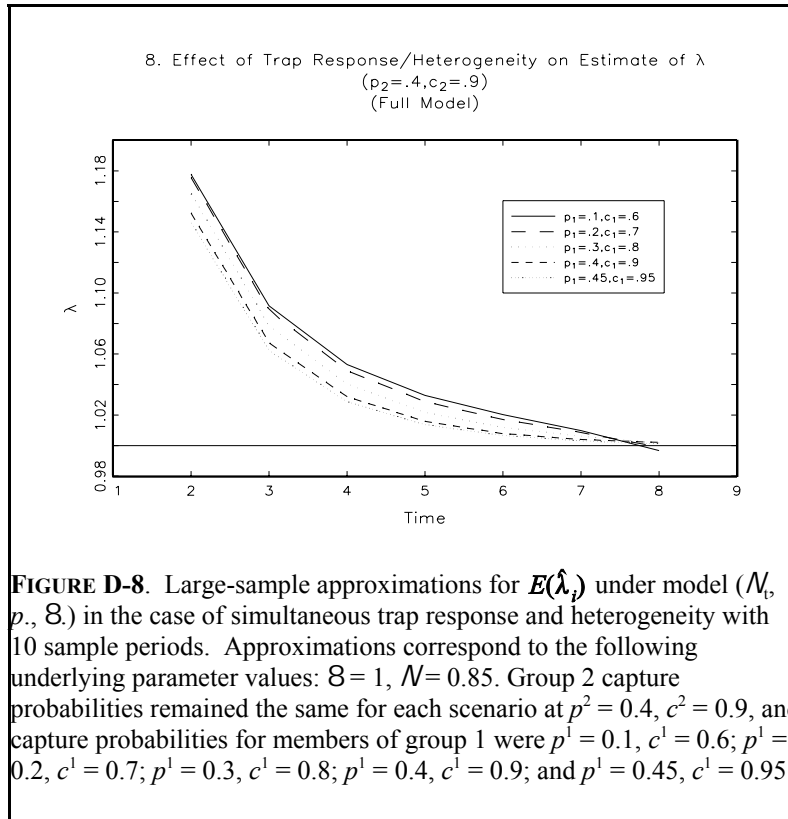 8. Effect of Trap Response/Heterogeneity on Estimate of λ
(p₂=.4,c₂=.9)
(Full Model)
1.18
1.14
1.10
1.06
1.02
0.98
λ
p₁=.1,c₁=.6
p₁=.2,c₁=.7
p₁=.3,c₁=.8
p₁=.4,c₁=.9
p₁=.45,c₁=.95
1 2 3 4 5 6 7 8 9
Time
FIGURE D-8. Large-sample approximations for E(λ̂ᵢ) under model (Nₜ,
p., 8.) in the case of simultaneous trap response and heterogeneity with
10 sample periods. Approximations correspond to the following
underlying parameter values: 8 = 1, N = 0.85. Group 2 capture
probabilities remained the same for each scenario at p² = 0.4, c² = 0.9, and
capture probabilities for members of group 1 were p¹ = 0.1, c¹ = 0.6; p¹ =
0.2, c¹ = 0.7; p¹ = 0.3, c¹ = 0.8; p¹ = 0.4, c¹ = 0.9; and p¹ = 0.45, c¹ = 0.95